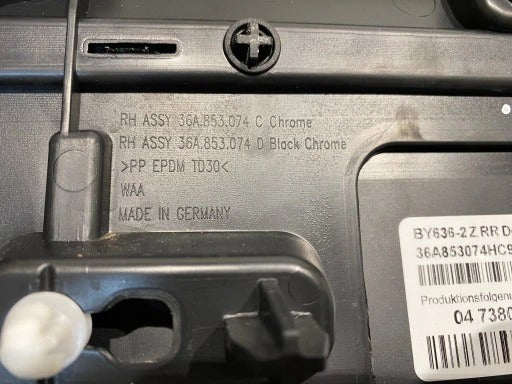 RH ASSY 36A.853.074 C Chrome
RH ASSY 36A.853.074 D Black Chrome
>PP EPDM TD30<
WAA
MADE IN GERMANY
BY636-2 Z RR D
36A853074HC9
Produktionsfolgenu
04 7380